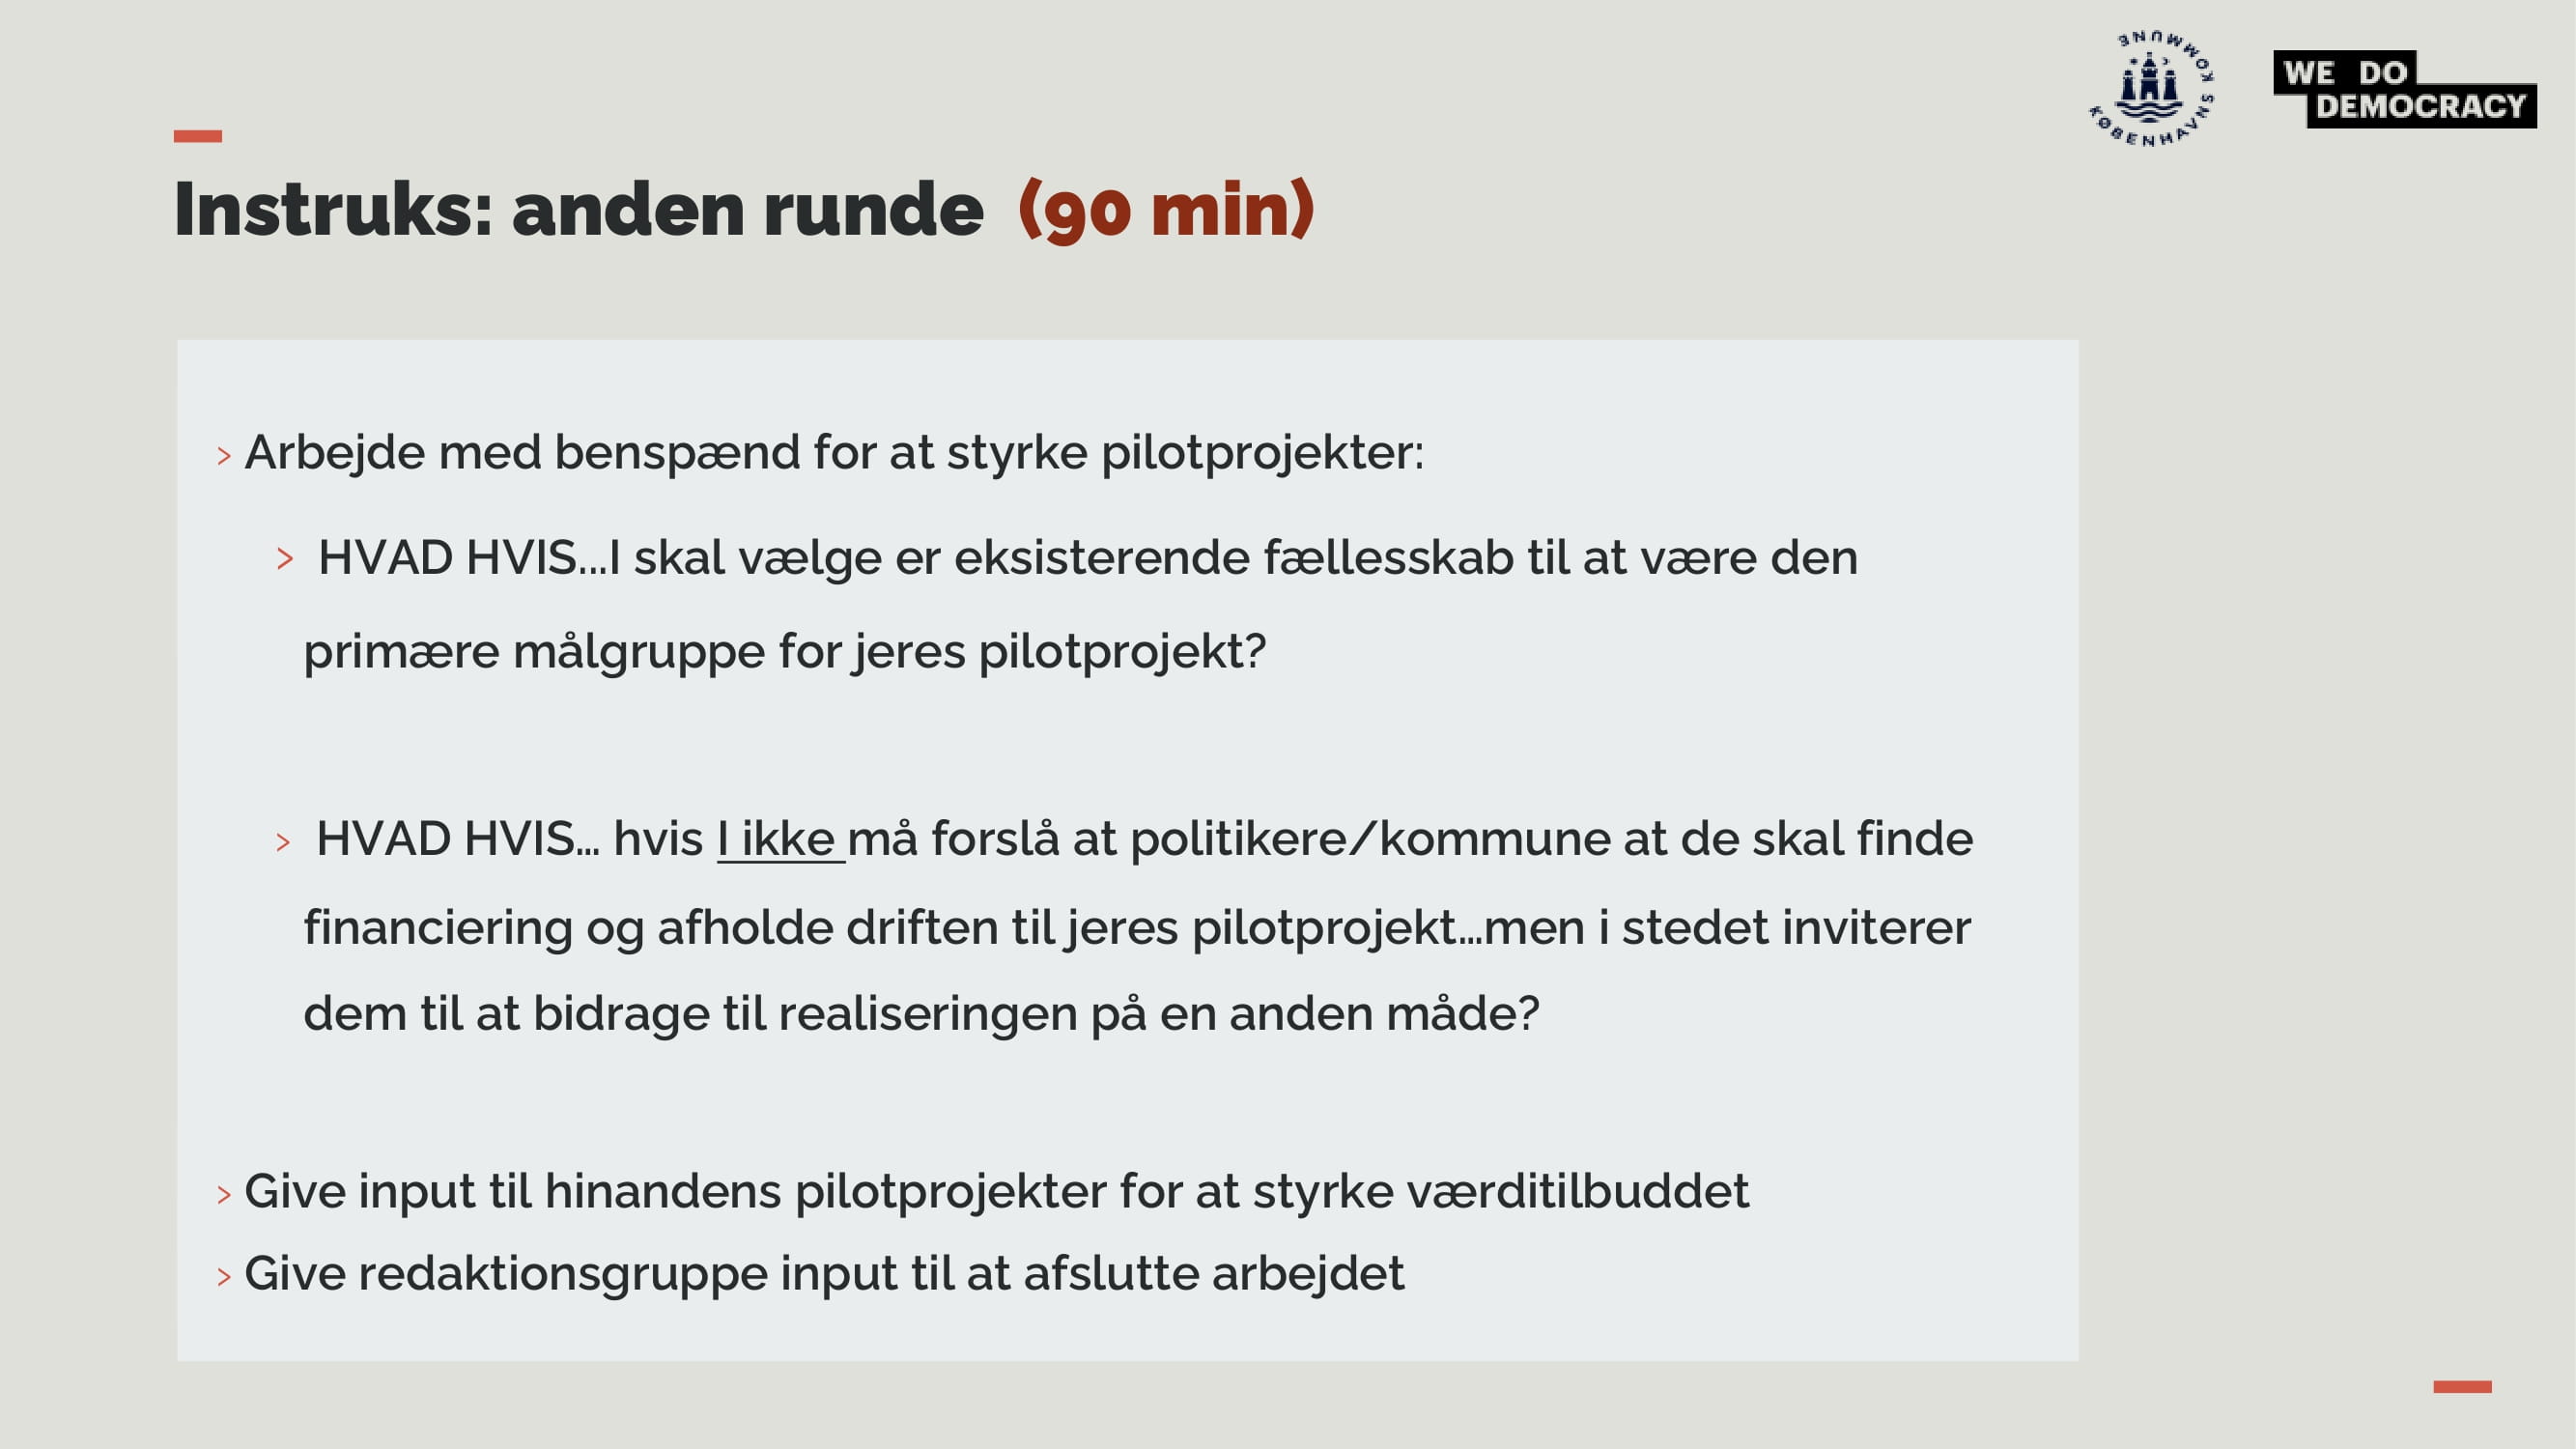 KØBENHAVNS KOMMUNE
WE DO
DEMOCRACY
Instruks: anden runde (90 min)
> Arbejde med benspænd for at styrke pilotprojekter:
> HVAD HVIS...I skal vælge er eksisterende fællesskab til at være den
primære målgruppe for jeres pilotprojekt?
> HVAD HVIS... hvis I ikke må forslå at politikere/kommune at de skal finde
financiering og afholde driften til jeres pilotprojekt...men i stedet inviterer
dem til at bidrage til realiseringen på en anden måde?
> Give input til hinandens pilotprojekter for at styrke værditilbuddet
> Give redaktionsgruppe input til at afslutte arbejdet